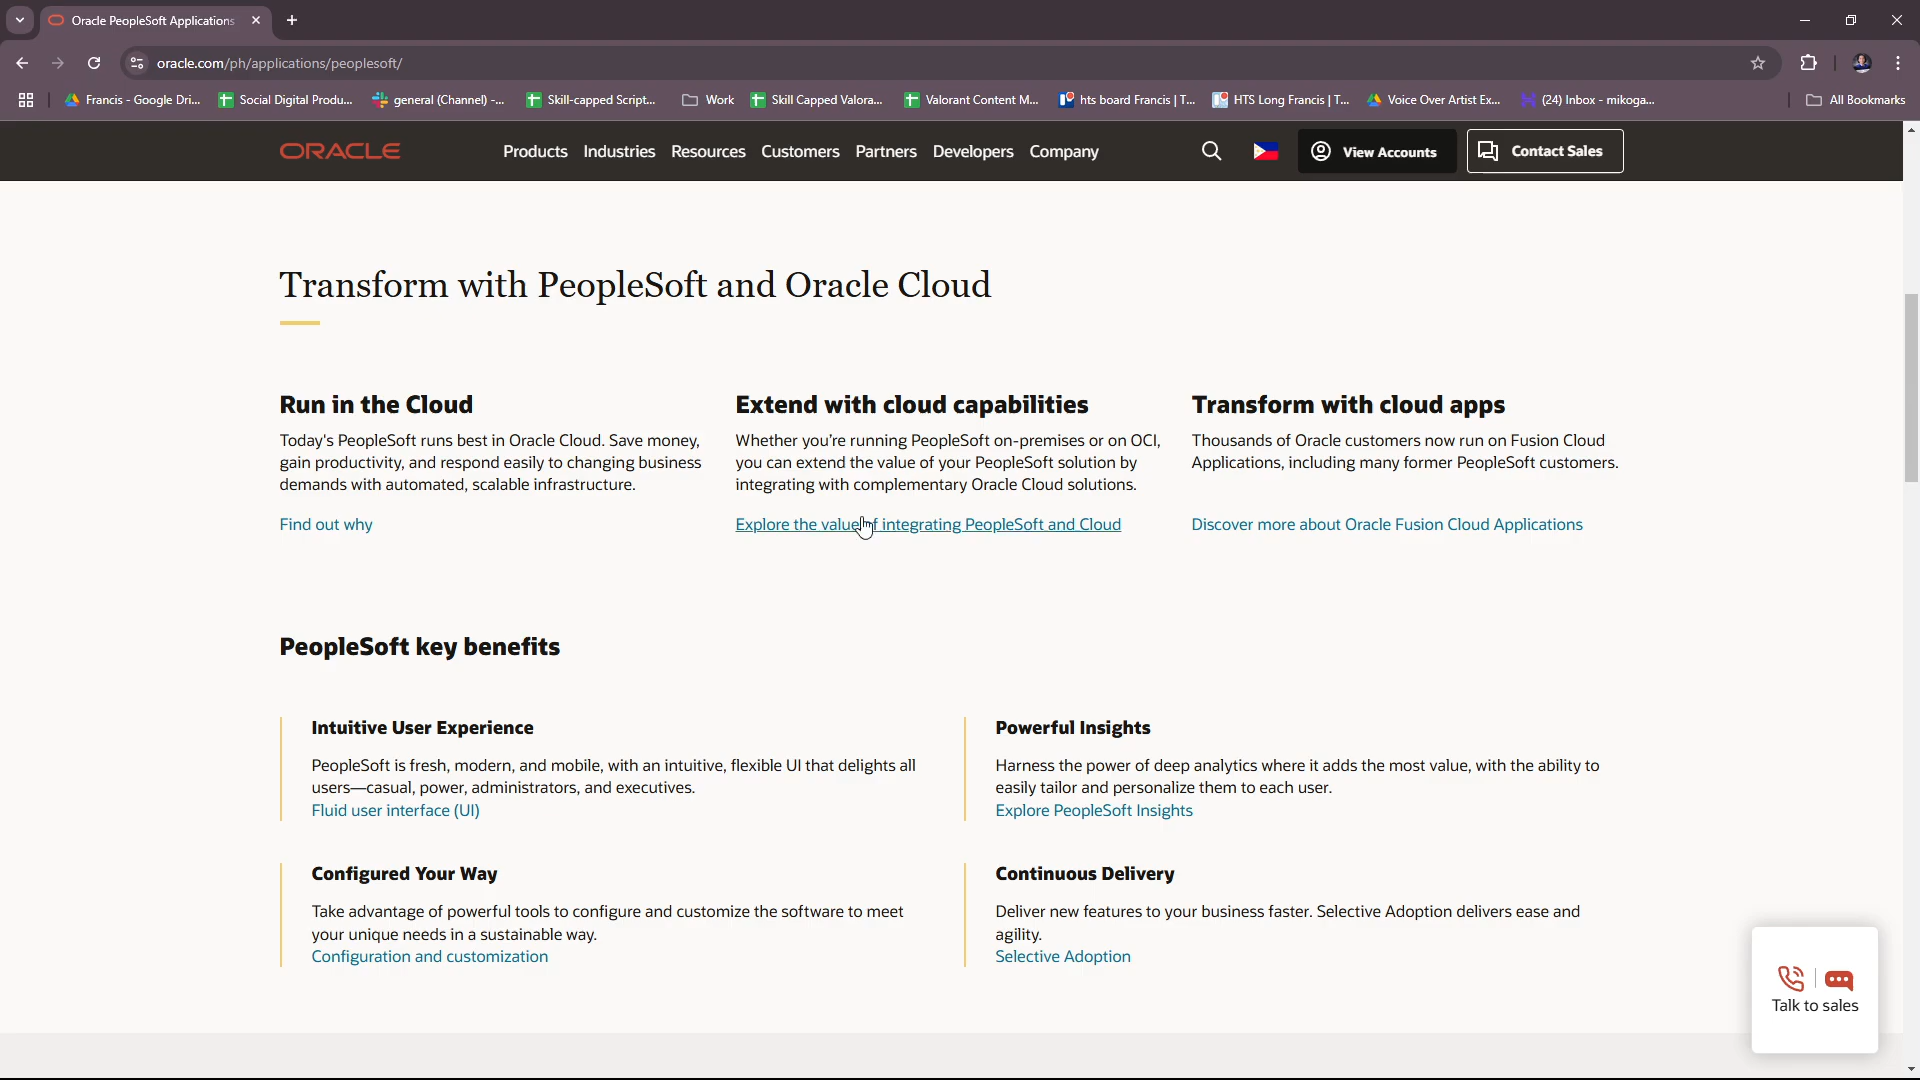 Oracle PeopleSoft Applications
oracle.com/ph/applications/peoplesoft/
Francis - Google Dri...
Social Digital Produ...
general (Channel) -...
Skill-capped Script...
Work
Skill Capped Valora...
Valorant Content M...
hts board Francis | T...
HTS Long Francis | T...
Voice Over Artist Ex...
(24) Inbox - mikoga...
All Bookmarks
ORACLE
Products
Industries
Resources
Customers
Partners
Developers
Company
View Accounts
Contact Sales
Transform with PeopleSoft and Oracle Cloud
Run in the Cloud
Today's PeopleSoft runs best in Oracle Cloud. Save money,
gain productivity, and respond easily to changing business
demands with automated, scalable infrastructure.
Find out why
Extend with cloud capabilities
Whether you're running PeopleSoft on-premises or on OCI,
you can extend the value of your PeopleSoft solution by
integrating with complementary Oracle Cloud solutions.
Explore the value of integrating PeopleSoft and Cloud
Transform with cloud apps
Thousands of Oracle customers now run on Fusion Cloud
Applications, including many former PeopleSoft customers.
Discover more about Oracle Fusion Cloud Applications
PeopleSoft key benefits
Intuitive User Experience
PeopleSoft is fresh, modern, and mobile, with an intuitive, flexible UI that delights all
users—casual, power, administrators, and executives.
Fluid user interface (UI)
Powerful Insights
Harness the power of deep analytics where it adds the most value, with the ability to
easily tailor and personalize them to each user.
Explore PeopleSoft Insights
Configured Your Way
Take advantage of powerful tools to configure and customize the software to meet
your unique needs in a sustainable way.
Configuration and customization
Continuous Delivery
Deliver new features to your business faster. Selective Adoption delivers ease and
agility.
Selective Adoption
Talk to sales